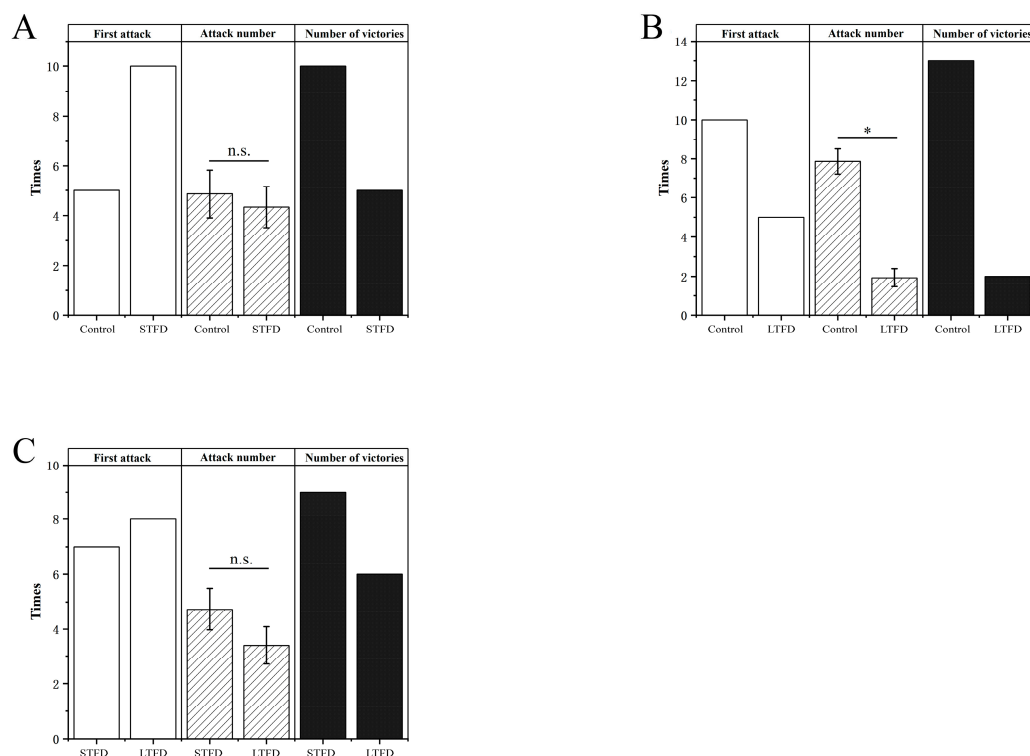 A
First attack Attack number Number of victories
10
8
6
4
2
0
Times
n.s.
Control STFD Control STFD Control STFD
B
First attack Attack number Number of victories
14
12
10
8
6
4
2
0
Times
*
Control LTFD Control LTFD Control LTFD
C
First attack Attack number Number of victories
10
8
6
4
2
0
Times
n.s.
STFD LTFD STFD LTFD STFD LTFD